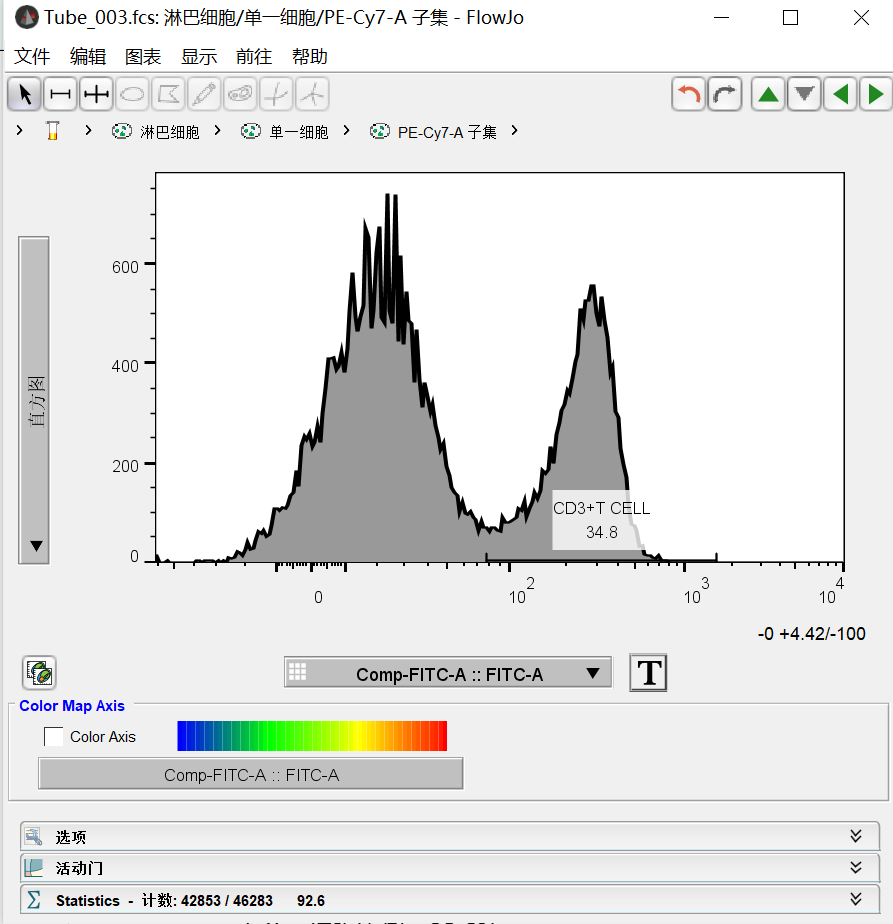 Tube_003.fcs: 淋巴细胞/单一细胞/PE-Cy7-A 子集 - FlowJo
文件 编辑 图表 显示 前往 帮助
淋巴细胞 单一细胞 PE-Cy7-A 子集
600
400
200
0
直方图
CD3+T CELL
34.8
0 10^2 10^3 10^4
-0 +4.42/-100
Comp-FITC-A :: FITC-A T
Color Map Axis
Color Axis
Comp-FITC-A :: FITC-A
选项
活动门
Σ Statistics - 计数: 42853 / 46283 92.6